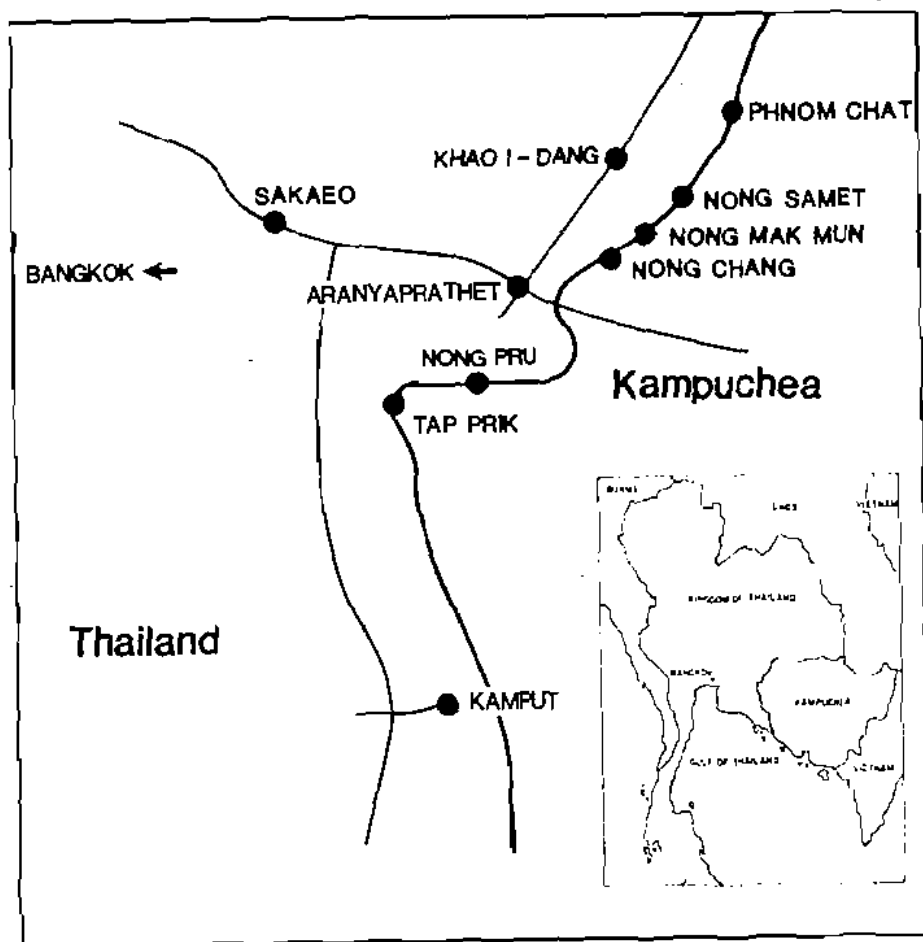 PHNOM CHAT
KHAO I-DANG
SAKAEO
NONG SAMET
NONG MAK MUN
BANGKOK
NONG CHANG
ARANYAPRATHET
NONG PRU
Kampuchea
TAP PRIK
BURMA
LAOS
VIETNAM
KINGDOM OF THAILAND
Thailand
BANGKOK
KAMPUCHEA
KAMPUT
GULF OF THAILAND
VIETNAM